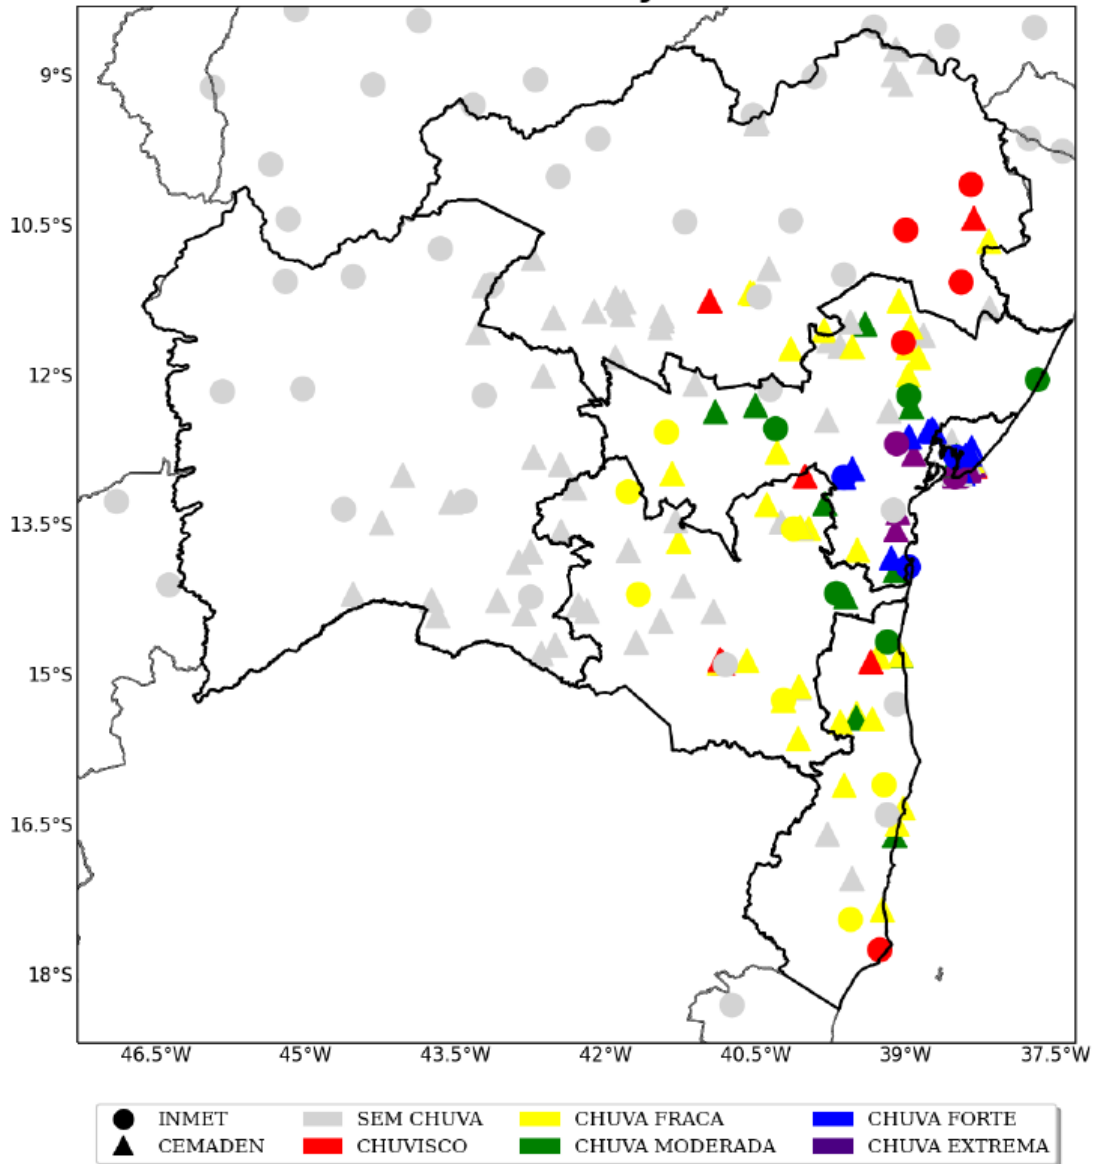 9°S
10.5°S
12°S
13.5°S
15°S
16.5°S
18°S
46.5°W 45°W 43.5°W 42°W 40.5°W 39°W 37.5°W
INMET SEM CHUVA CHUVA FRACA CHUVA FORTE
CEMADEN CHUVISCO CHUVA MODERADA CHUVA EXTREMA